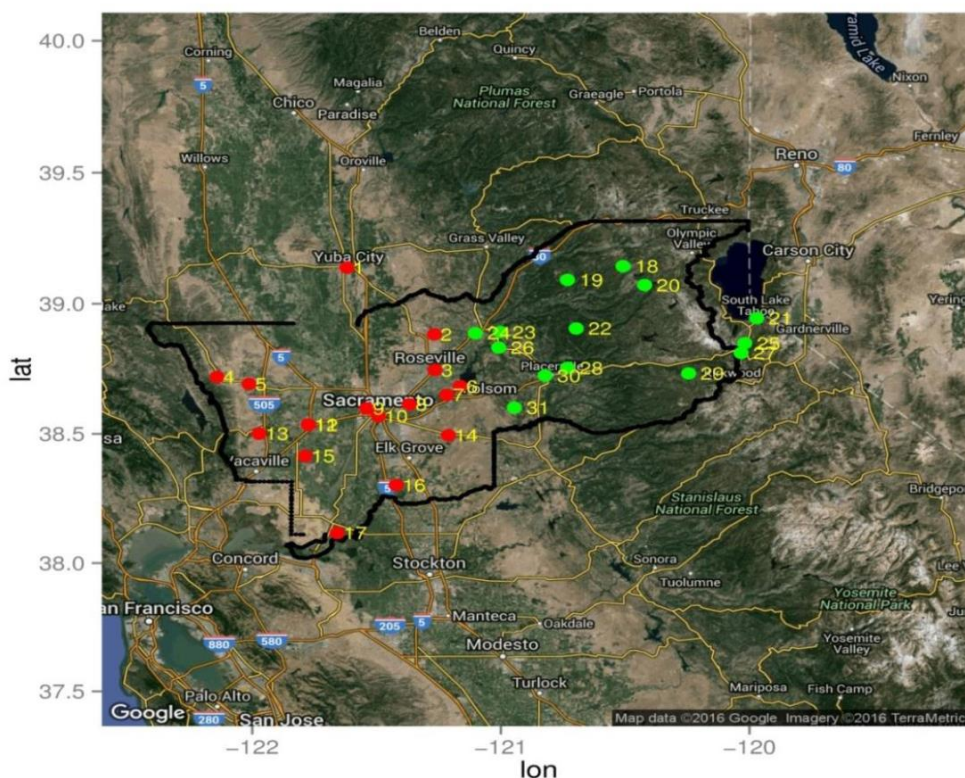 40.0
39.5
39.0
38.5
38.0
37.5
lat
−122
−121
−120
lon
Belden
Corning
Quincy
5
Magalia
Plumas
National Forest
Graeagle
Portola
Nixon
Chico
Paradise
Fernley
Willows
Oroville
Reno
80
Truckee
Grass Valley
Olympic
Valley
Carson City
Yuba City
1
80
18
19
20
South Lake
Tahoe
21
Gardnerville
2
24
23
22
26
25
27
5
Roseville
3
28
30
29
4
5
6
7
505
Sacramento
8
9
10
31
13
12
14
Elk Grove
15
Vacaville
16
5
Stanislaus
National Forest
17
Concord
Stockton
Sonora
Tuolumne
Yosemite
National Park
San Francisco
Manteca
205
5
Oakdale
580
880
Modesto
Yosemite
Valley
Turlock
Palo Alto
Mariposa
Fish Camp
Google
280
San Jose
Map data ©2016 Google Imagery ©2016 TerraMetric